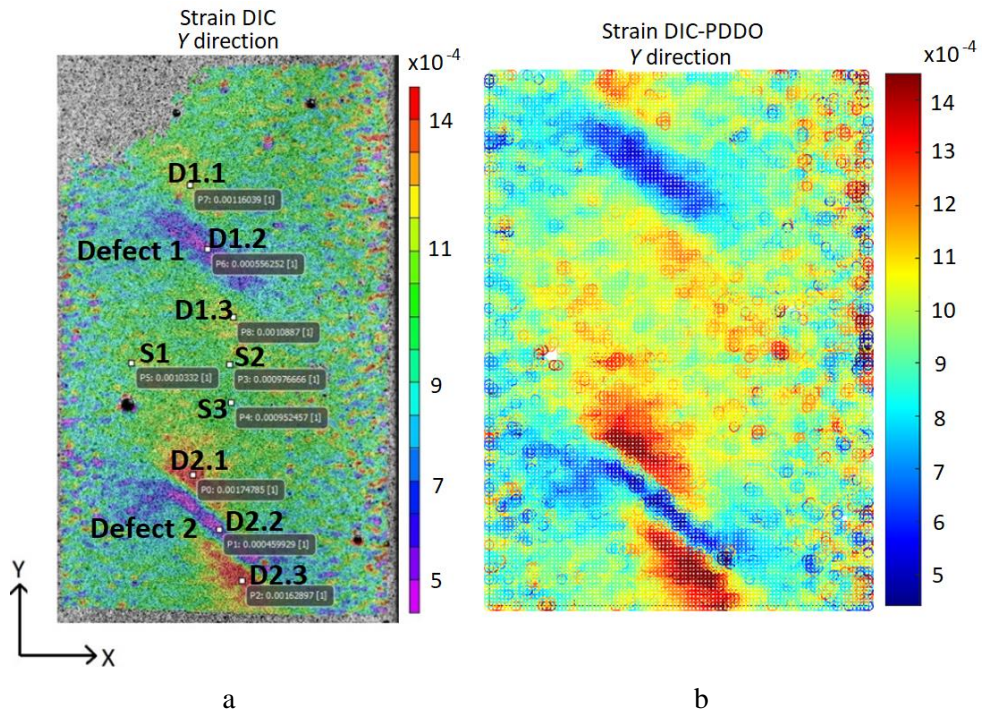 Strain DIC
Y direction
x10-4
14
11
9
7
5
D1.1
P7: 0.00116039 [1]
Defect 1
D1.2
P6: 0.000556252 [1]
D1.3
P8: 0.0010887 [1]
S1
P5: 0.0010332 [1]
S2
P3: 0.000976666 [1]
S3
P4: 0.000952457 [1]
D2.1
P0: 0.00174785 [1]
Defect 2
D2.2
P1: 0.000459929 [1]
D2.3
P2: 0.00162897 [1]
Y
X
a
Strain DIC-PDDO
Y direction
x10-4
14
13
12
11
10
9
8
7
6
5
b